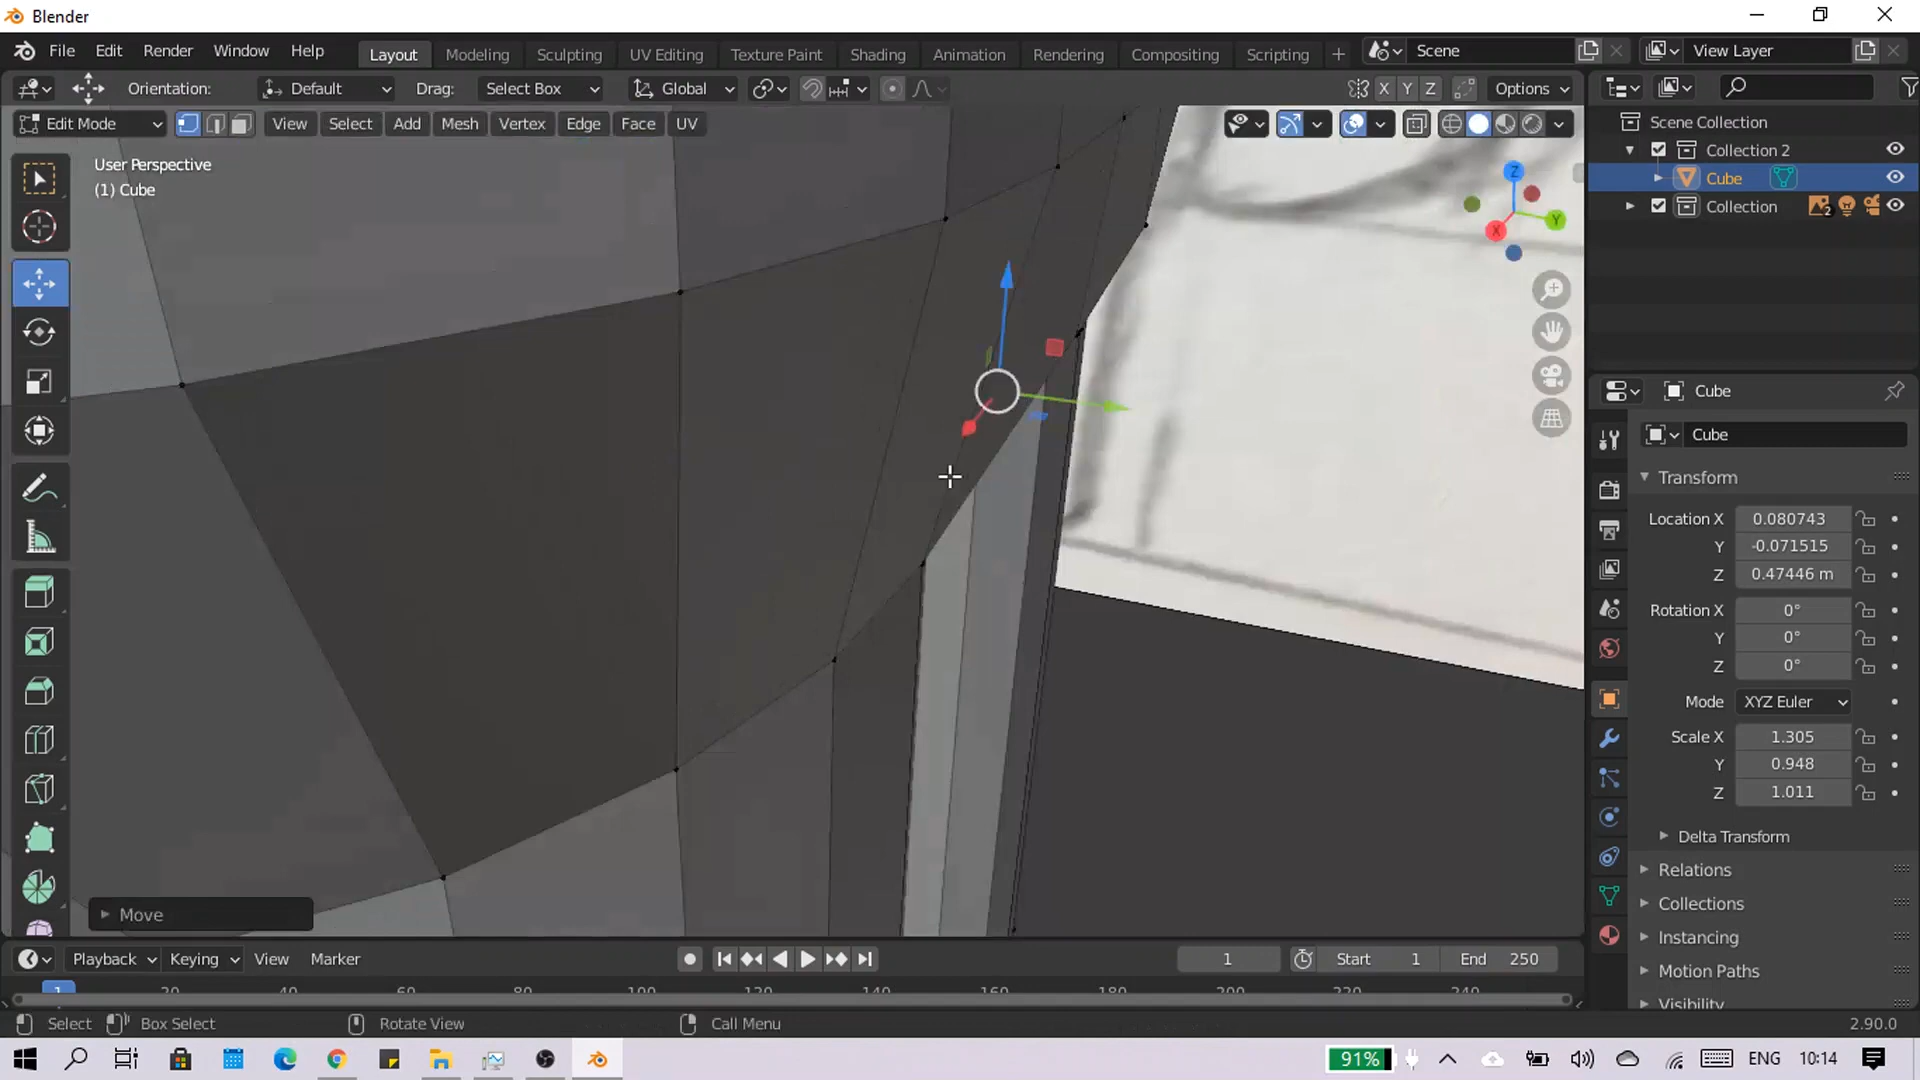 Blender
File Edit Render Window Help Layout Modeling Sculpting UV Editing Texture Paint Shading Animation Rendering Compositing Scripting + Scene View Layer
Orientation: Default Drag: Select Box Global X Y Z Options
Edit Mode View Select Add Mesh Vertex Edge Face UV
User Perspective
(1) Cube
Z
Y
X
Move
Scene Collection
Collection 2
Cube
Collection 2
Cube
Cube
Transform
Location X 0.080743
Y -0.071515
Z 0.47446 m
Rotation X 0°
Y 0°
Z 0°
Mode XYZ Euler
Scale X 1.305
Y 0.948
Z 1.011
Delta Transform
Relations
Collections
Instancing
Motion Paths
Visibility
Playback Keying View Marker 1 Start 1 End 250
1 20 40 60 80 100 120 140 160 180 200 220 240
Select Box Select Rotate View Call Menu 2.90.0
91% ENG 10:14